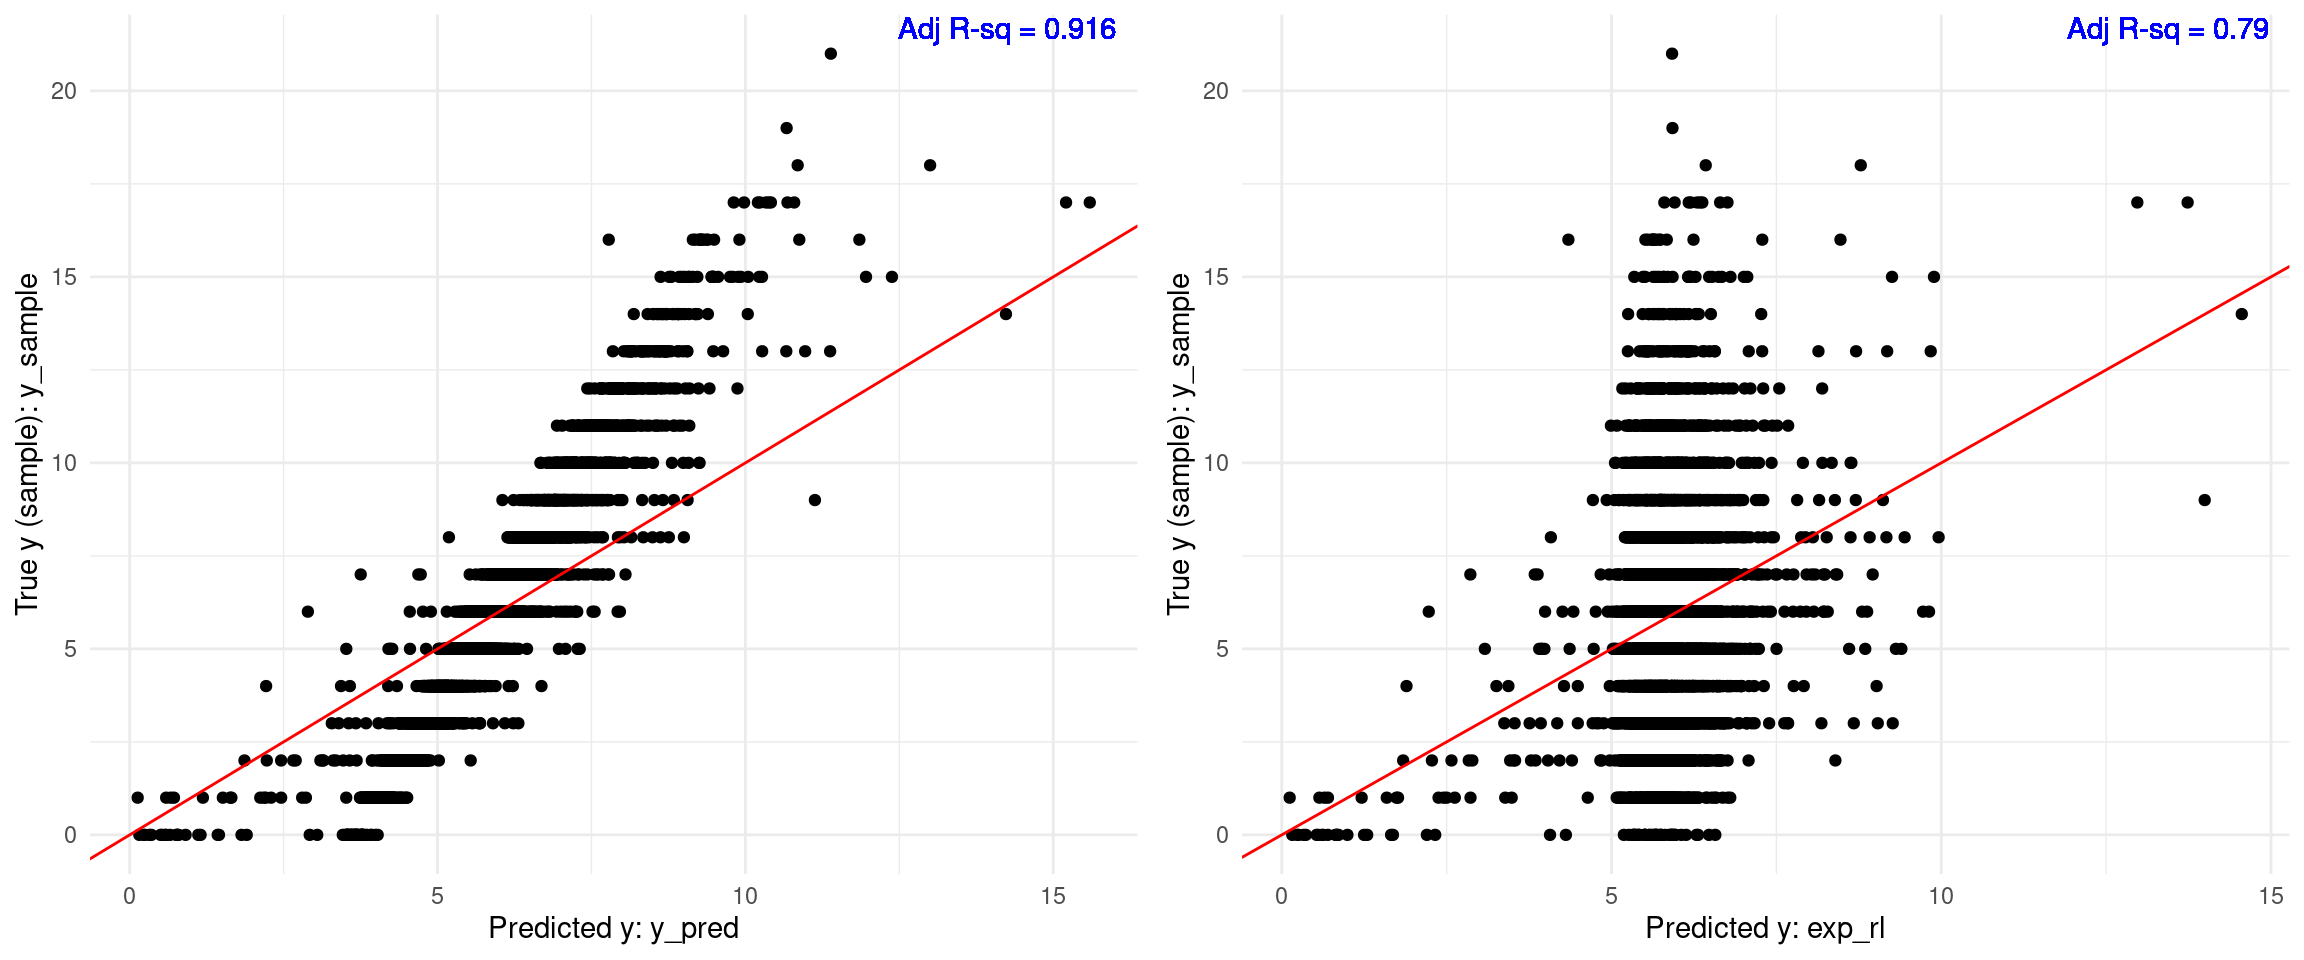 Adj R-sq = 0.916
20
15
10
5
0
True y (sample): y_sample
0 5 10 15
Predicted y: y_pred
Adj R-sq = 0.79
20
15
10
5
0
True y (sample): y_sample
0 5 10 15
Predicted y: exp_rl